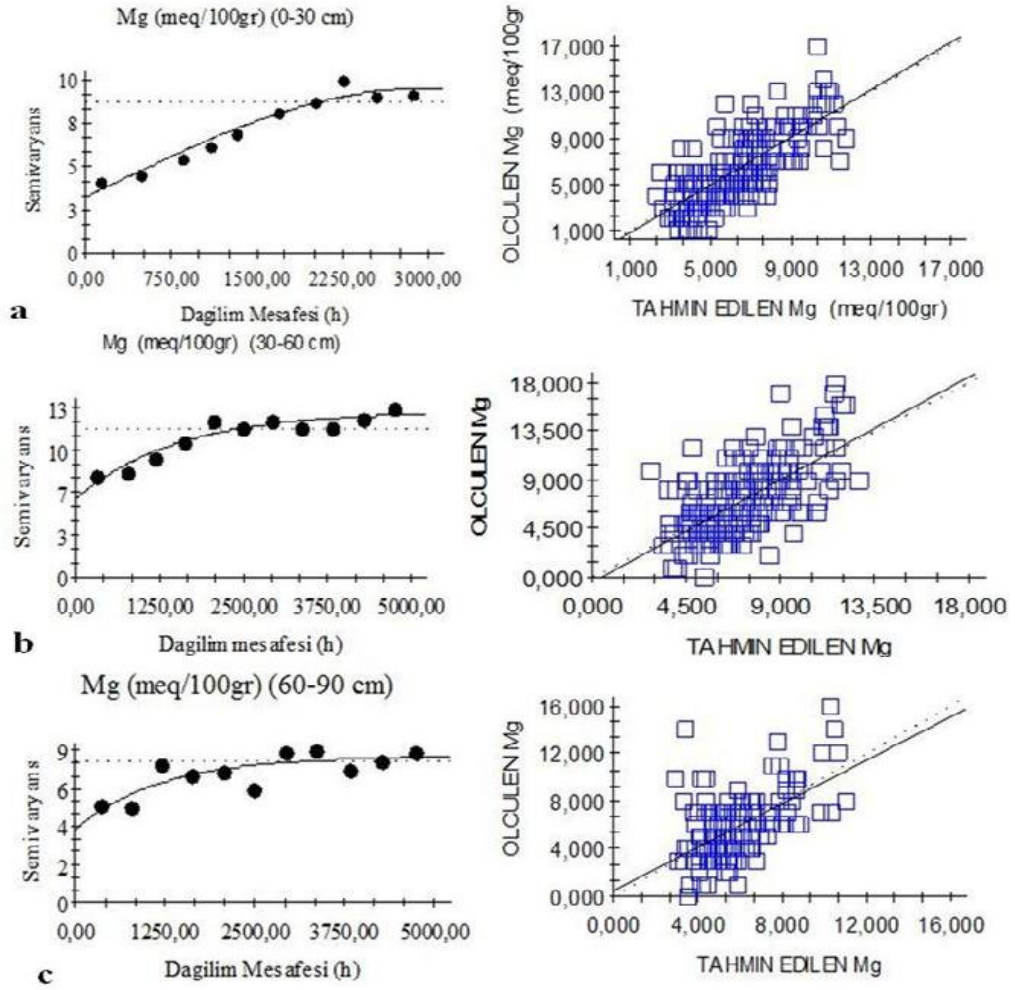 Mg (meq/100gr) (0-30 cm)
Semivaryans
10
8
5
3
0
0,00 750,00 1500,00 2250,00 3000,00
Dagilim Mesafesi (h)
a
OLCULEN Mg (meq/100gr
17,000
13,000
9,000
5,000
1,000
1,000 5,000 9,000 13,000 17,000
TAHMIN EDILEN Mg (meq/100gr)
Mg (meq/100gr) (30-60 cm)
Semivaryans
13
10
7
3
0
0,00 1250,00 2500,00 3750,00 5000,00
Dagilim mesafesi (h)
b
OLCULEN Mg
18,000
13,500
9,000
4,500
0,000
0,000 4,500 9,000 13,500 18,000
TAHMIN EDILEN Mg
Mg (meq/100gr) (60-90 cm)
Semivaryans
9
6
4
2
0
0,00 1250,00 2500,00 3750,00 5000,00
Dagilim Mesafesi (h)
c
OLCULEN Mg
16,000
12,000
8,000
4,000
0,000
0,000 4,000 8,000 12,000 16,000
TAHMIN EDILEN Mg